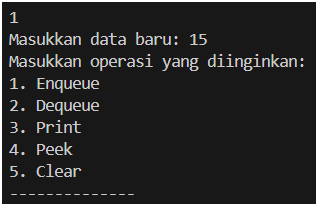 1
Masukkan data baru: 15
Masukkan operasi yang diinginkan:
1. Enqueue
2. Dequeue
3. Print
4. Peek
5. Clear
--------------